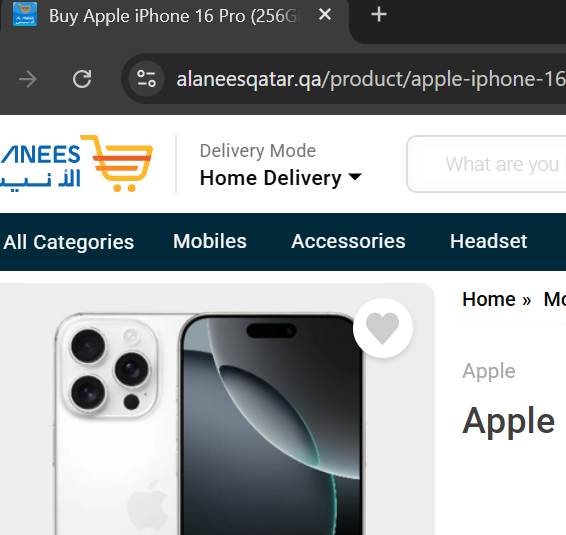 Buy Apple iPhone 16 Pro (256G
alaneesqatar.qa/product/apple-iphone-16
ANEES
الأنيس
Delivery Mode
Home Delivery
What are you
All Categories
Mobiles
Accessories
Headset
Home »
Apple
Apple